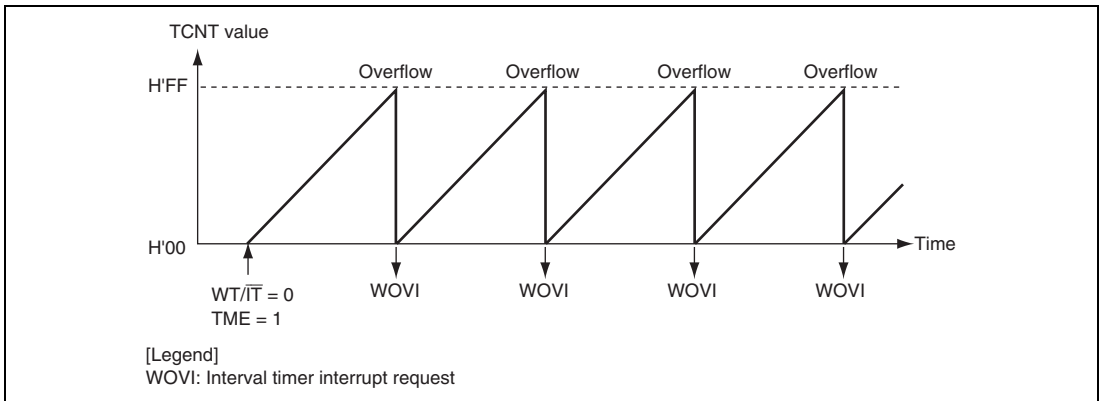 TCNT value
Overflow Overflow Overflow Overflow
H'FF
H'00
Time
WT/I̅T̅ = 0
TME = 1
WOVI WOVI WOVI WOVI
[Legend]
WOVI: Interval timer interrupt request